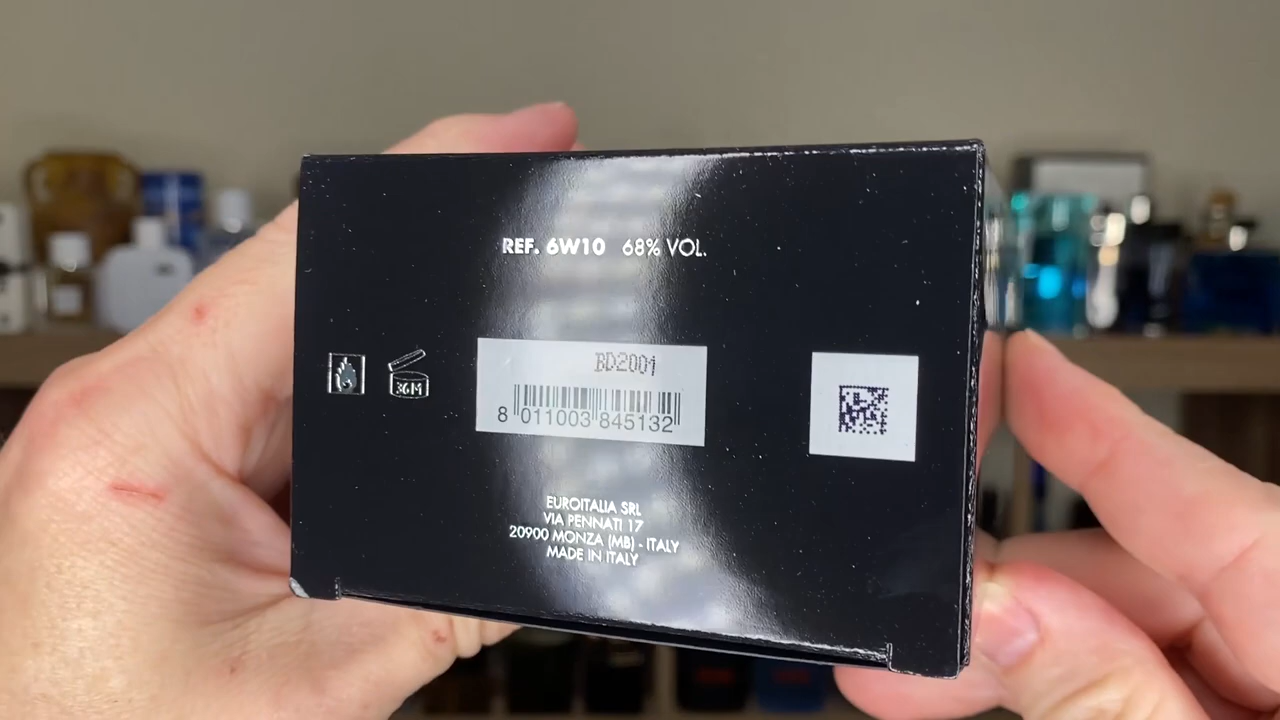 REF. 6W10 68% VOL.
36M
BD2001
8 011003 845132
EUROITALIA SRL
VIA PENNATI 17
20900 MONZA (MB) - ITALY
MADE IN ITALY